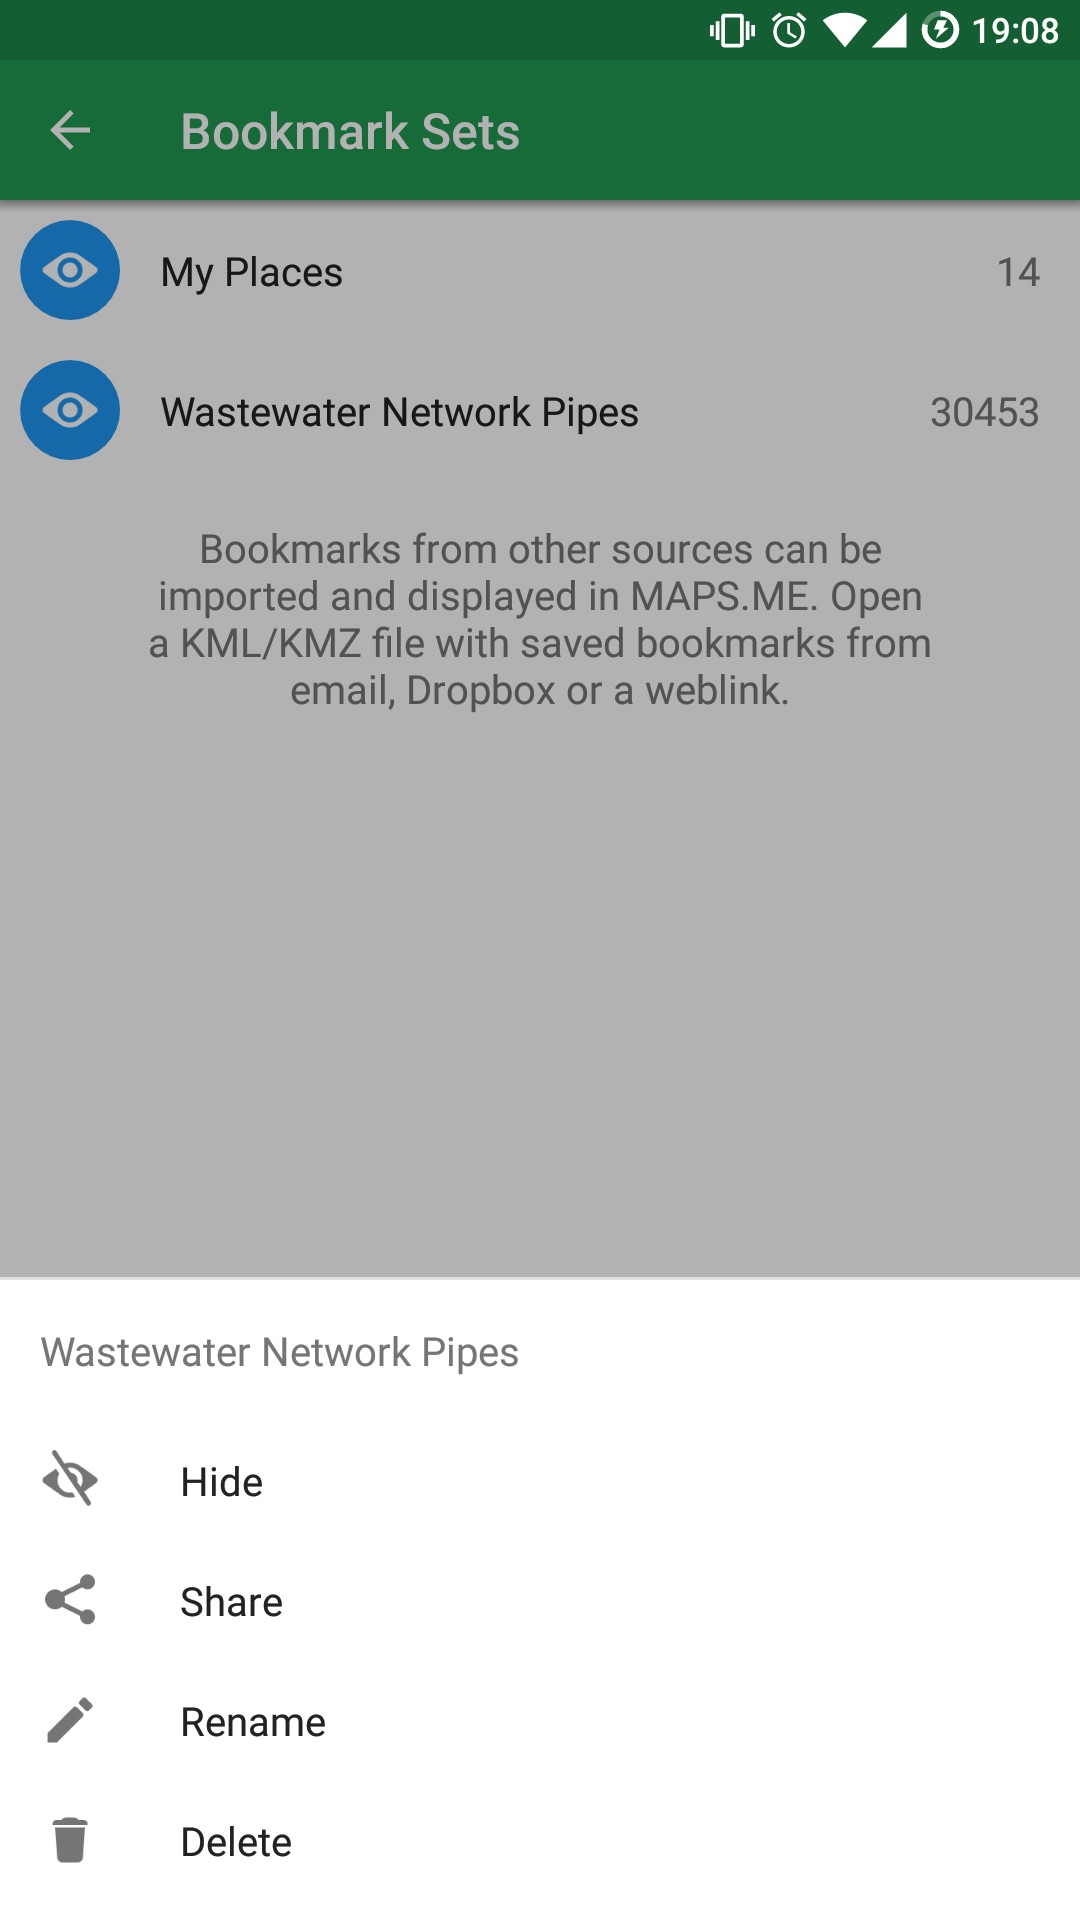 19:08
Bookmark Sets
My Places 14
Wastewater Network Pipes 30453
Bookmarks from other sources can be
imported and displayed in MAPS.ME. Open
a KML/KMZ file with saved bookmarks from
email, Dropbox or a weblink.
Wastewater Network Pipes
Hide
Share
Rename
Delete